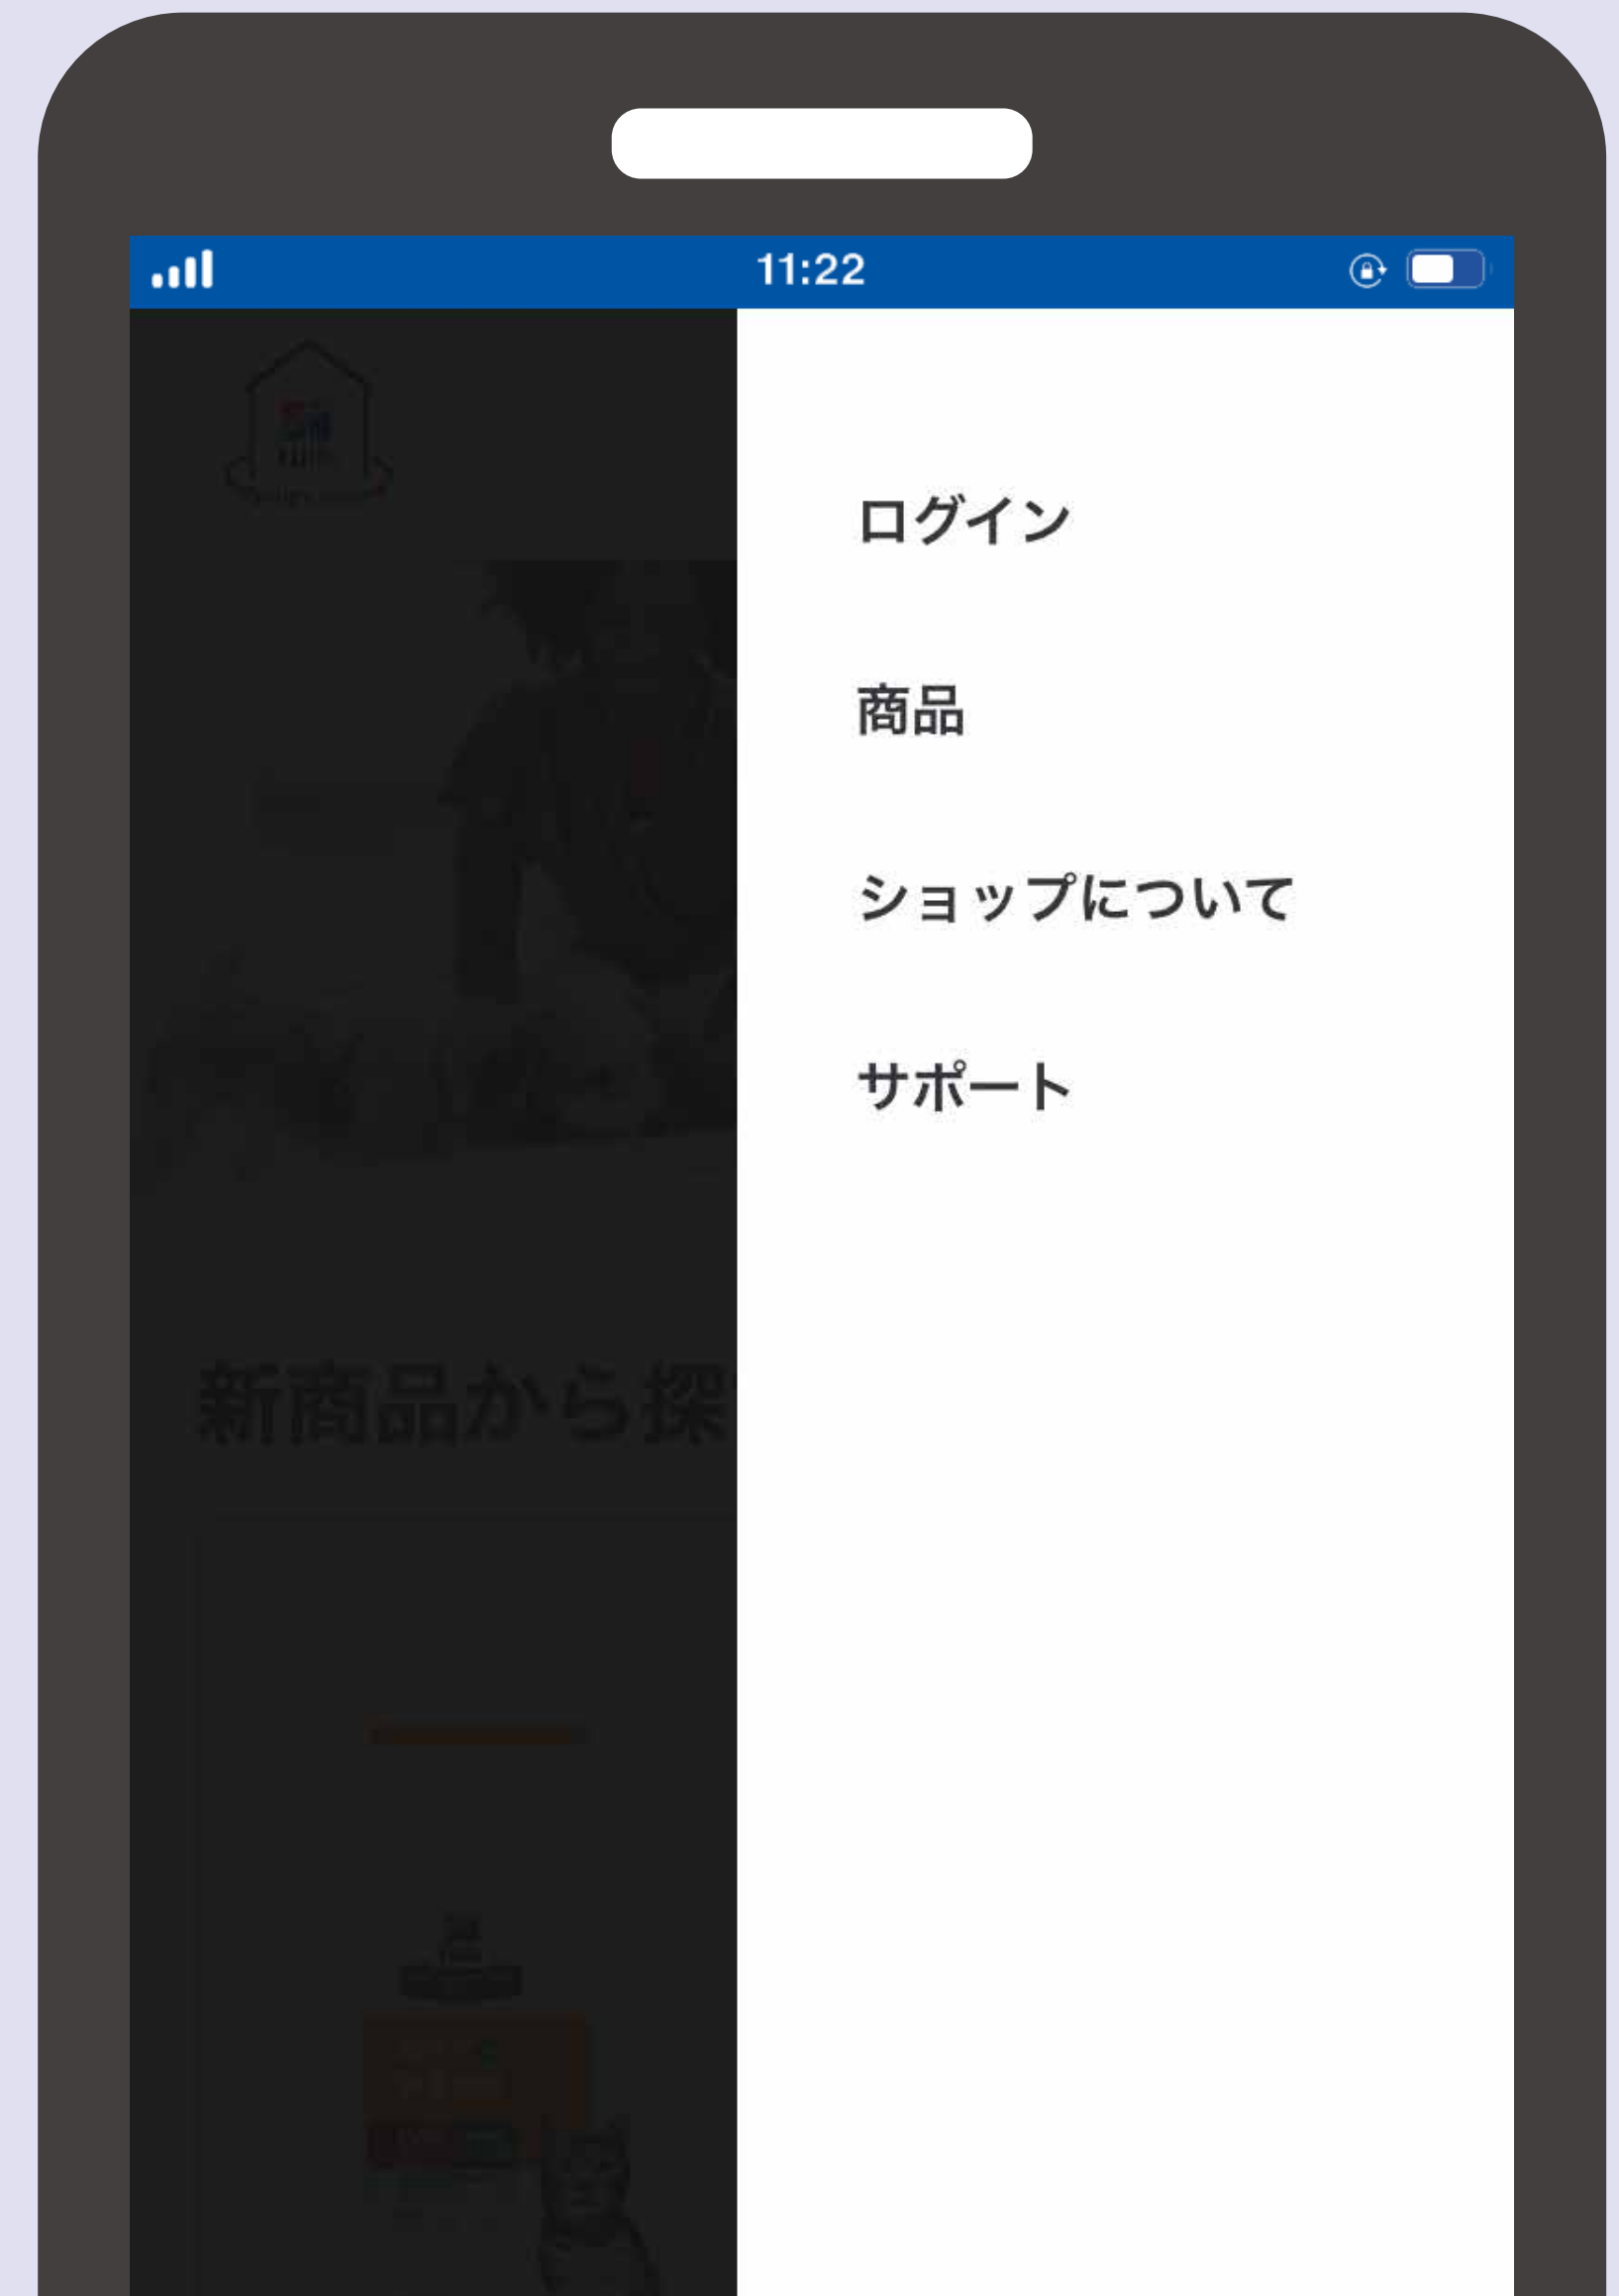 11:22
ログイン
商品
ショップについて
サポート
新商品から探